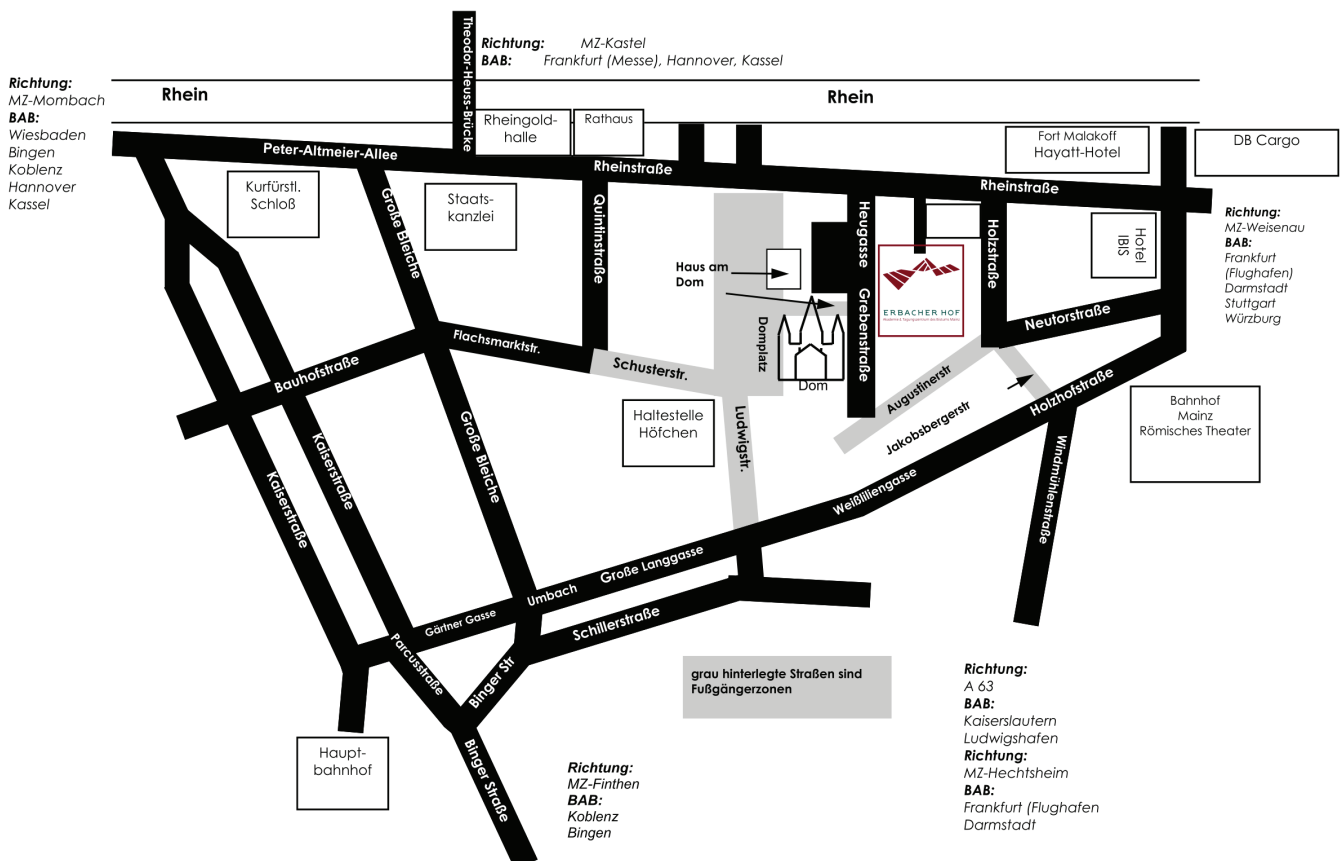 Theodor-Heuss-Brücke
Richtung: MZ-Kastel
BAB: Frankfurt (Messe), Hannover, Kassel
Richtung:
MZ-Mombach
BAB:
Wiesbaden
Bingen
Koblenz
Hannover
Kassel
Rhein
Rhein
Rheingold-
halle
Rathaus
Fort Malakoff
Hayatt-Hotel
DB Cargo
Peter-Altmeier-Allee
Rheinstraße
Rheinstraße
Kurfürstl.
Schloß
Große Bleiche
Staats-
kanzlei
Quintinstraße
Heugasse
Holzstraße
Hotel
IBIS
Richtung:
MZ-Weisenau
BAB:
Frankfurt
(Flughafen)
Darmstadt
Stuttgart
Würzburg
Haus am
Dom
Grebenstraße
ERBACHER HOF
Akademie & Tagungszentrum des Bistums Mainz
Neutorstraße
Domplatz
Dom
Flachsmarktstr.
Schusterstr.
Bauhofstraße
Augustinerstr
Jakobsbergerstr
Holzhofstraße
Bahnhof
Mainz
Römisches Theater
Haltestelle
Höfchen
Ludwigstr.
Große Bleiche
Kaiserstraße
Kaiserstraße
Weißliliengasse
Windmühlenstraße
Große Langgasse
Umbach
Gärtner Gasse
Schillerstraße
Parcusstraße
Binger Str
grau hinterlegte Straßen sind
Fußgängerzonen
Haupt-
bahnhof
Binger Straße
Richtung:
MZ-Finthen
BAB:
Koblenz
Bingen
Richtung:
A 63
BAB:
Kaiserslautern
Ludwigshafen
Richtung:
MZ-Hechtsheim
BAB:
Frankfurt (Flughafen
Darmstadt